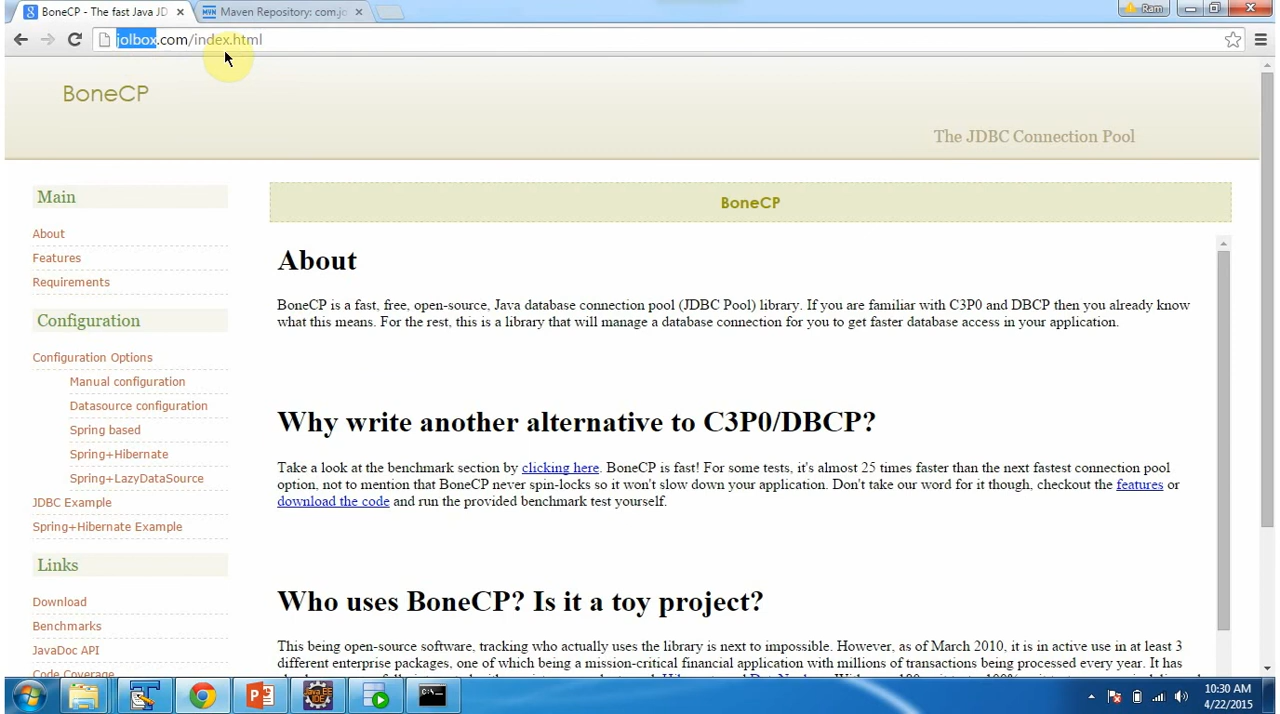 BoneCP - The fast Java JD
Maven Repository: com.jo
Ram
jolbox.com/index.html
BoneCP
The JDBC Connection Pool
Main
About
Features
Requirements
Configuration
Configuration Options
Manual configuration
Datasource configuration
Spring based
Spring+Hibernate
Spring+LazyDataSource
JDBC Example
Spring+Hibernate Example
Links
Download
Benchmarks
JavaDoc API
Code Coverage
BoneCP
About
BoneCP is a fast, free, open-source, Java database connection pool (JDBC Pool) library. If you are familiar with C3P0 and DBCP then you already know
what this means. For the rest, this is a library that will manage a database connection for you to get faster database access in your application.
Why write another alternative to C3P0/DBCP?
Take a look at the benchmark section by clicking here. BoneCP is fast! For some tests, it's almost 25 times faster than the next fastest connection pool
option, not to mention that BoneCP never spin-locks so it won't slow down your application. Don't take our word for it though, checkout the features or
download the code and run the provided benchmark test yourself.
Who uses BoneCP? Is it a toy project?
This being open-source software, tracking who actually uses the library is next to impossible. However, as of March 2010, it is in active use in at least 3
different enterprise packages, one of which being a mission-critical financial application with millions of transactions being processed every year. It has
10:30 AM
4/22/2015